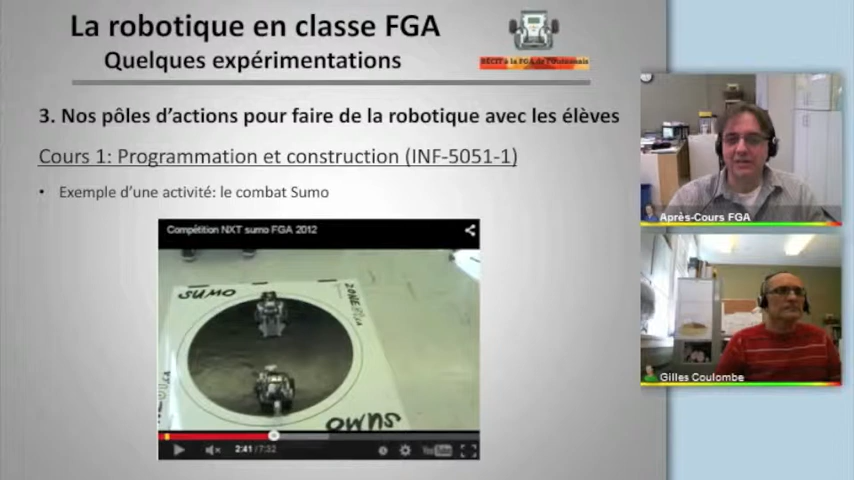 La robotique en classe FGA
Quelques expérimentations
RÉCIT à la FGA de l'Outaouais
3. Nos pôles d'actions pour faire de la robotique avec les élèves
Cours 1: Programmation et construction (INF-5051-1)
• Exemple d'une activité: le combat Sumo
Compétition NXT sumo FGA 2012
SUMO
SUMO
2:41 / 7:32
YouTube
Après-Cours FGA
Gilles Coulombe